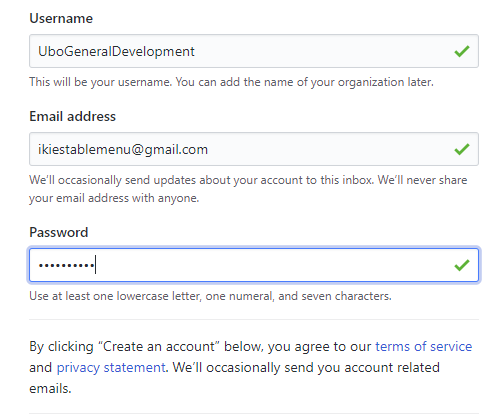 Username
UboGeneralDevelopment
This will be your username. You can add the name of your organization later.
Email address
ikiestablemenu@gmail.com
We’ll occasionally send updates about your account to this inbox. We’ll never share
your email address with anyone.
Password
••••••••••
Use at least one lowercase letter, one numeral, and seven characters.
By clicking “Create an account” below, you agree to our terms of service
and privacy statement. We’ll occasionally send you account related
emails.